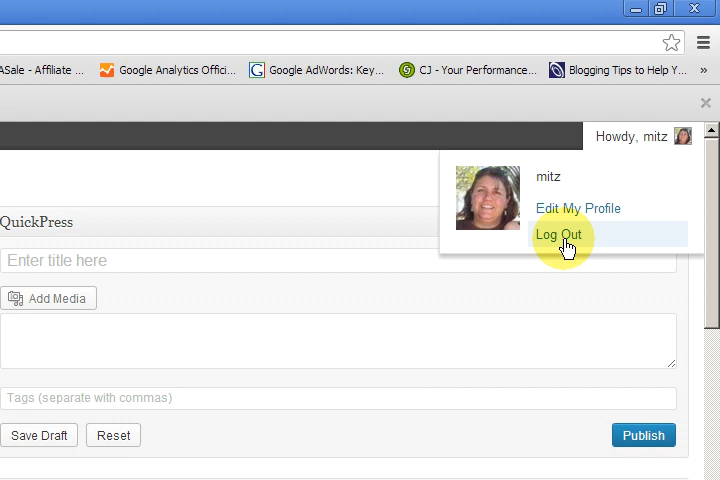 ASale - Affiliate ...
Google Analytics Offici...
Google AdWords: Key...
CJ - Your Performance...
Blogging Tips to Help Y...
»
Howdy, mitz
mitz
Edit My Profile
Log Out
QuickPress
Enter title here
Add Media
Tags (separate with commas)
Save Draft
Reset
Publish